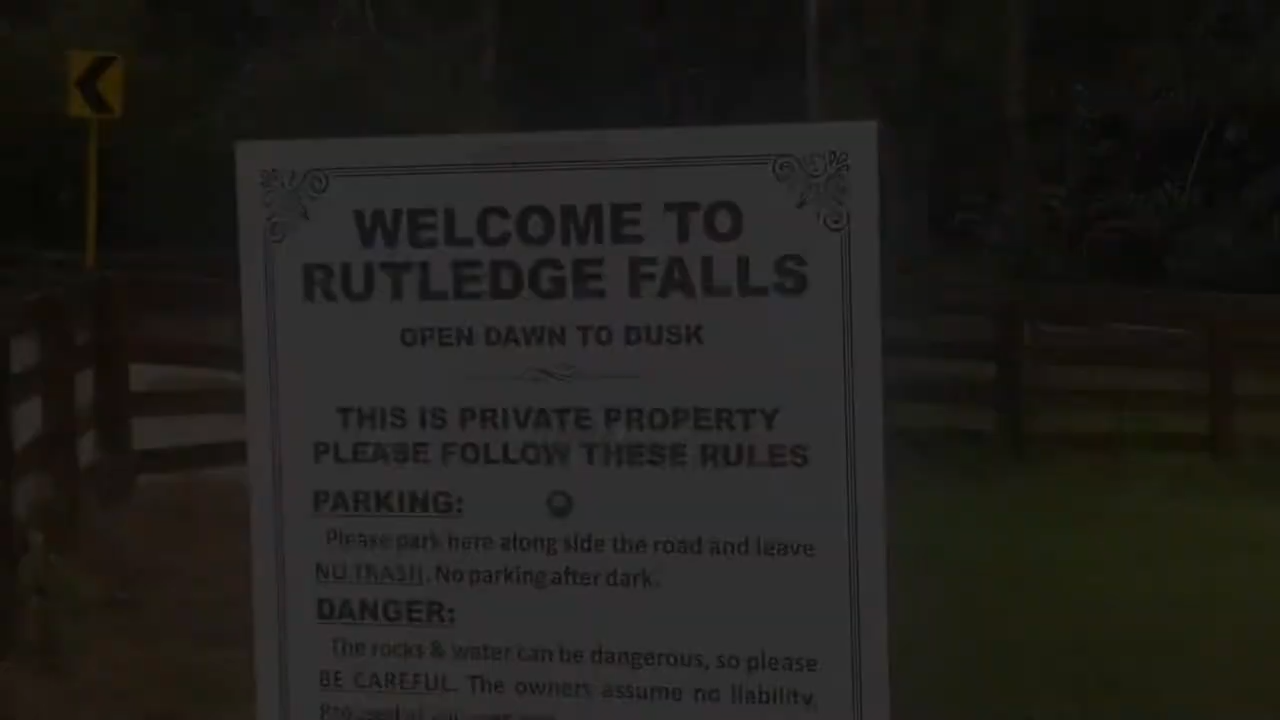 WELCOME TO
RUTLEDGE FALLS
OPEN DAWN TO DUSK
THIS IS PRIVATE PROPERTY
PLEASE FOLLOW THESE RULES
PARKING:
Please park here along side the road and leave
NO TRASH. No parking after dark.
DANGER:
The rocks & water can be dangerous, so please
BE CAREFUL. The owners assume no liability.